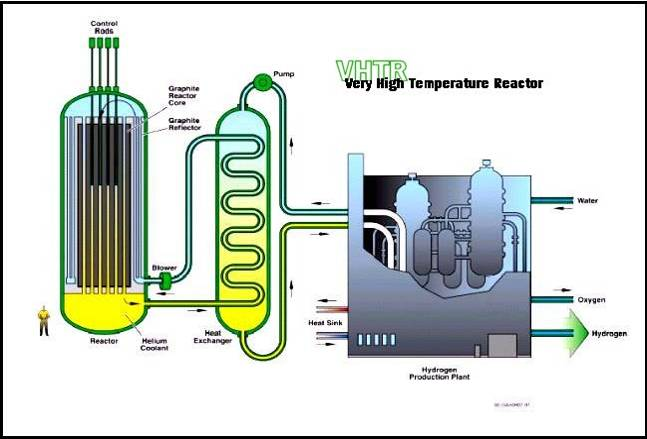 Control
Rods
VHTR
Very High Temperature Reactor
Pump
Graphite
Reactor
Core
Graphite
Reflector
Water
Blower
Oxygen
Heat Sink
Hydrogen
Reactor
Helium
Coolant
Heat
Exchanger
Hydrogen
Production Plant